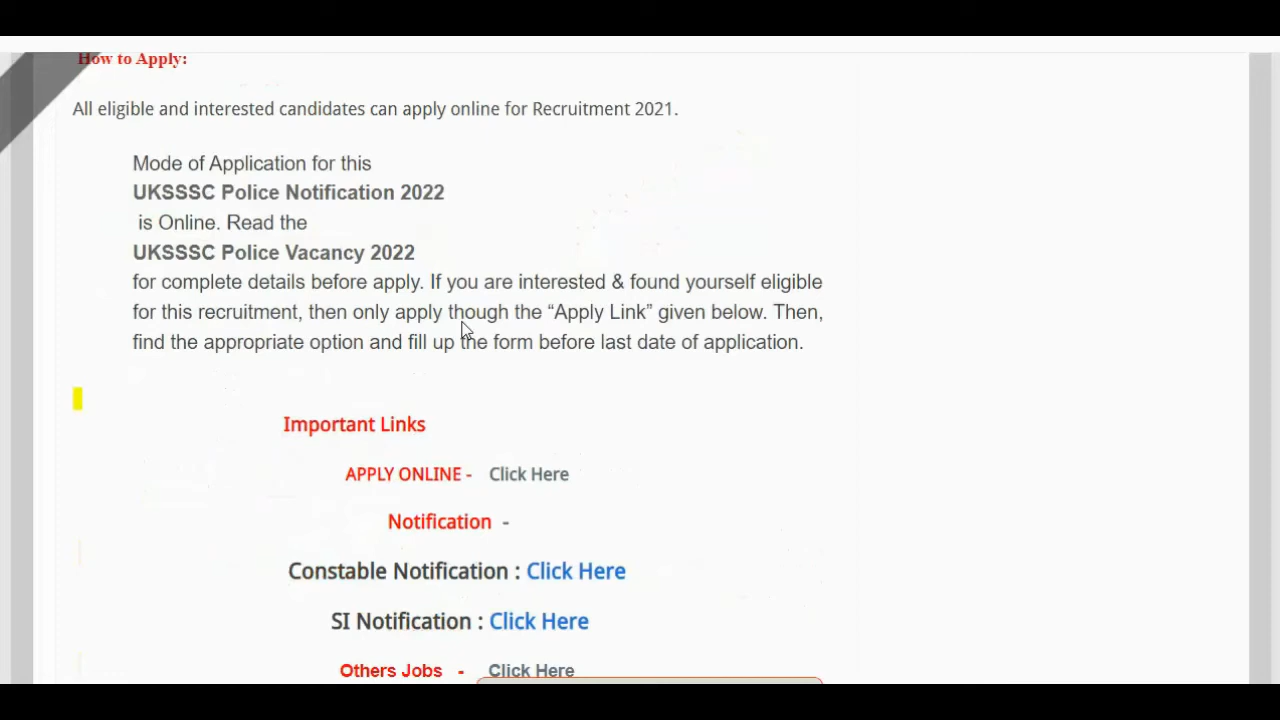 How to Apply:
All eligible and interested candidates can apply online for Recruitment 2021.
Mode of Application for this
UKSSSC Police Notification 2022
is Online. Read the
UKSSSC Police Vacancy 2022
for complete details before apply. If you are interested & found yourself eligible
for this recruitment, then only apply though the “Apply Link” given below. Then,
find the appropriate option and fill up the form before last date of application.
Important Links
APPLY ONLINE - Click Here
Notification -
Constable Notification : Click Here
SI Notification : Click Here
Others Jobs - Click Here